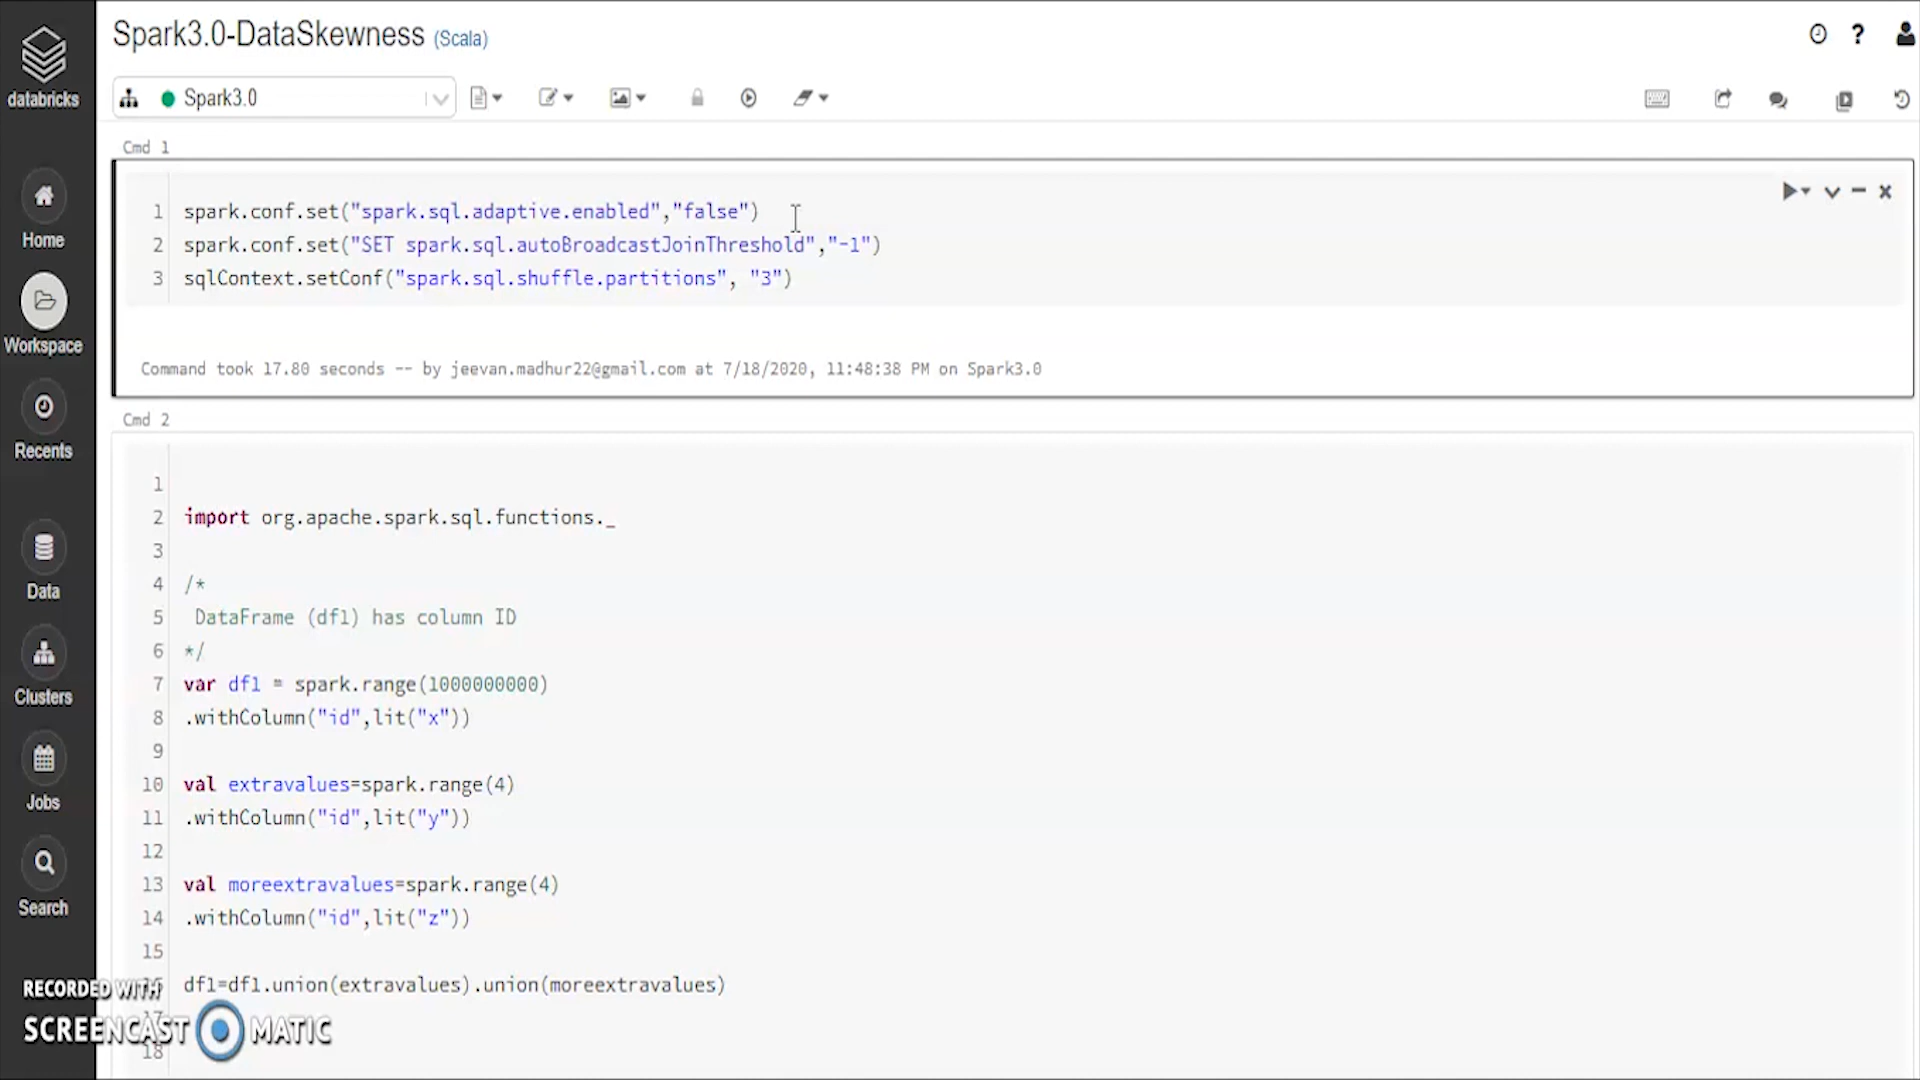 Spark3.0-DataSkewness (Scala)
?
databricks
Spark3.0
Home
Workspace
Recents
Data
Clusters
Jobs
Search
Cmd 1
1 spark.conf.set("spark.sql.adaptive.enabled","false")
2 spark.conf.set("SET spark.sql.autoBroadcastJoinThreshold","-1")
3 sqlContext.setConf("spark.sql.shuffle.partitions", "3")
Command took 17.80 seconds -- by jeevan.madhur22@gmail.com at 7/18/2020, 11:48:38 PM on Spark3.0
Cmd 2
1
2 import org.apache.spark.sql.functions._
3
4 /*
5 DataFrame (df1) has column ID
6 */
7 var df1 = spark.range(1000000000)
8 .withColumn("id",lit("x"))
9
10 val extravalues=spark.range(4)
11 .withColumn("id",lit("y"))
12
13 val moreextravalues=spark.range(4)
14 .withColumn("id",lit("z"))
15
16 df1=df1.union(extravalues).union(moreextravalues)
17
18
RECORDED WITH
SCREENCAST MATIC